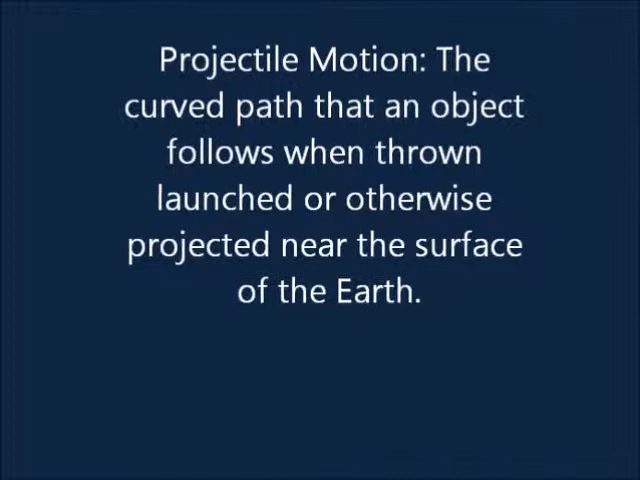 Projectile Motion: The
curved path that an object
follows when thrown
launched or otherwise
projected near the surface
of the Earth.